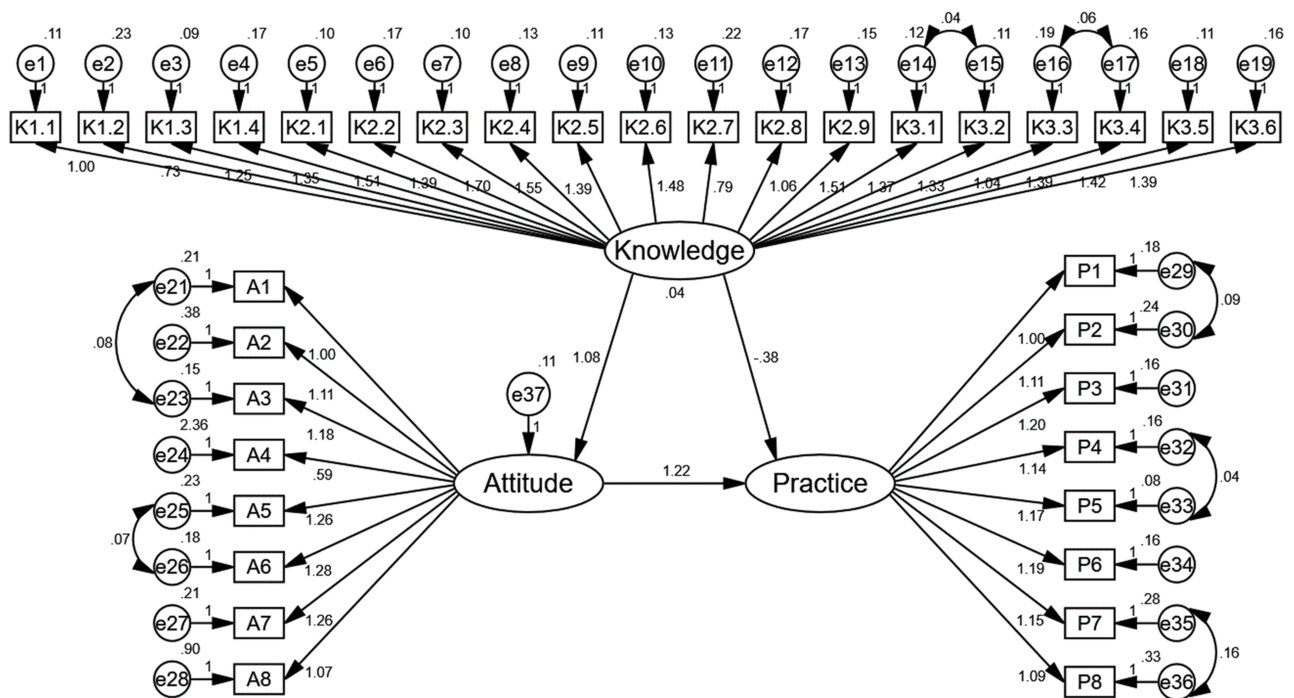 .11 .23 .09 .17 .10 .17 .10 .13 .11 .13 .22 .17 .15 .12 .04 .11 .19 .06 .16 .11 .16
e1 e2 e3 e4 e5 e6 e7 e8 e9 e10 e11 e12 e13 e14 e15 e16 e17 e18 e19
1 1 1 1 1 1 1 1 1 1 1 1 1 1 1 1 1 1 1
K1.1 K1.2 K1.3 K1.4 K2.1 K2.2 K2.3 K2.4 K2.5 K2.6 K2.7 K2.8 K2.9 K3.1 K3.2 K3.3 K3.4 K3.5 K3.6
1.00 .73 1.25 1.35 1.51 1.39 1.70 1.55 1.39 1.48 .79 1.06 1.51 1.37 1.33 1.04 1.39 1.42 1.39
Knowledge
.04
1.08
-.38
.21
e21 1 A1
.38
e22 1 A2
.08
1.00
.15
e23 1 A3
1.11
2.36
e24 1 A4
1.18
.59
.23
e25 1 A5
1.26
.07
.18
e26 1 A6
1.28
.21
e27 1 A7
1.26
.90
e28 1 A8
1.07
.11
e37
1
Attitude
1.22
Practice
P1 1 .18 e29
.09
1.00
P2 1 .24 e30
1.11
P3 1 .16 e31
1.20
P4 1 .16 e32
1.14
.04
P5 1 .08 e33
1.17
P6 1 .16 e34
1.19
P7 1 .28 e35
1.15
.16
P8 1 .33 e36
1.09